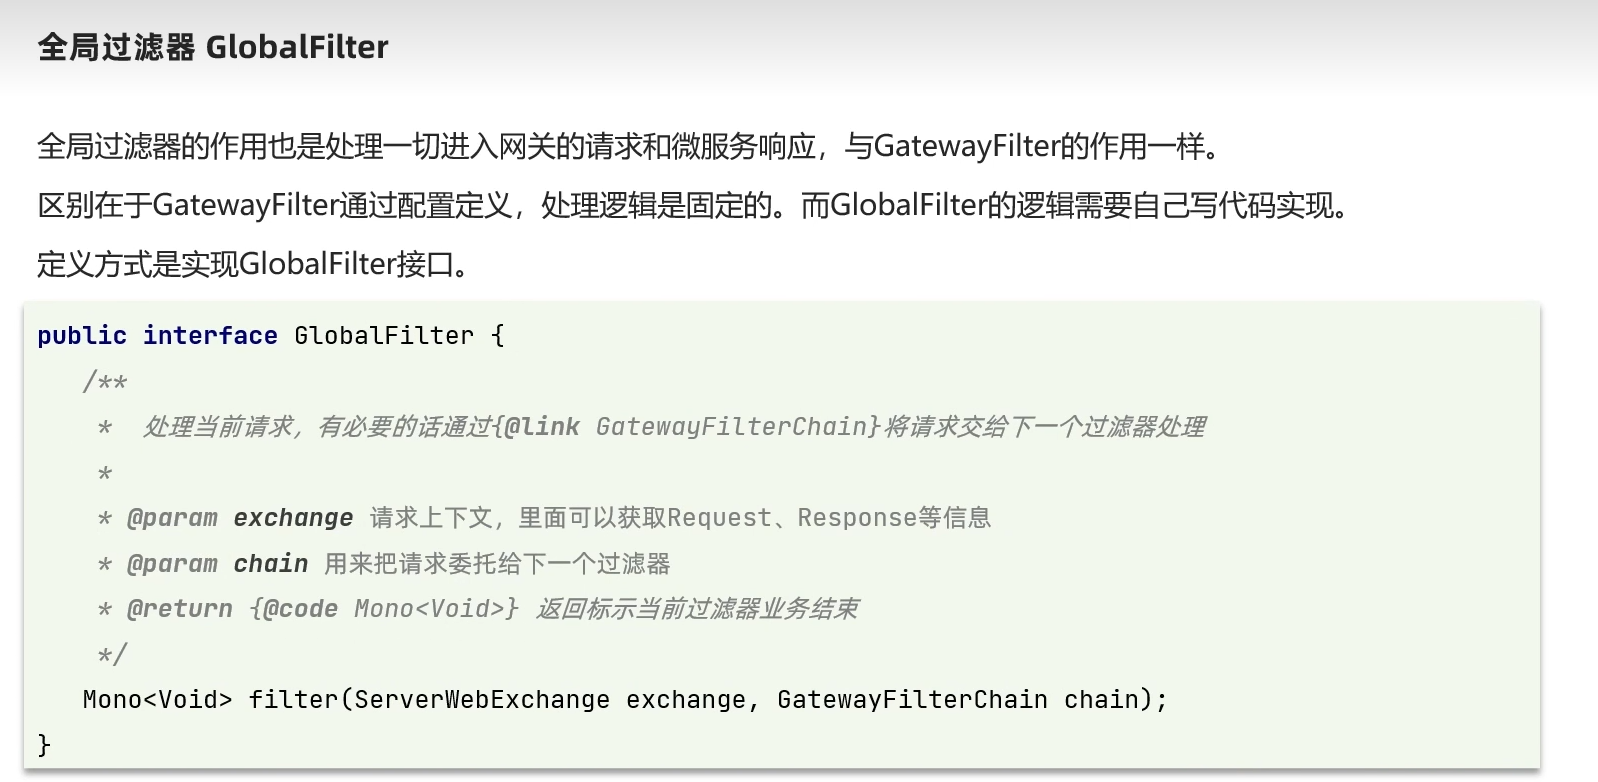 全局过滤器 GlobalFilter
全局过滤器的作用也是处理一切进入网关的请求和微服务响应，与GatewayFilter的作用一样。
区别在于GatewayFilter通过配置定义，处理逻辑是固定的。而GlobalFilter的逻辑需要自己写代码实现。
定义方式是实现GlobalFilter接口。
public interface GlobalFilter {
/**
*  处理当前请求，有必要的话通过{@link GatewayFilterChain}将请求交给下一个过滤器处理
*
* @param exchange 请求上下文，里面可以获取Request、Response等信息
* @param chain 用来把请求委托给下一个过滤器
* @return {@code Mono<Void>} 返回标示当前过滤器业务结束
*/
Mono<Void> filter(ServerWebExchange exchange, GatewayFilterChain chain);
}